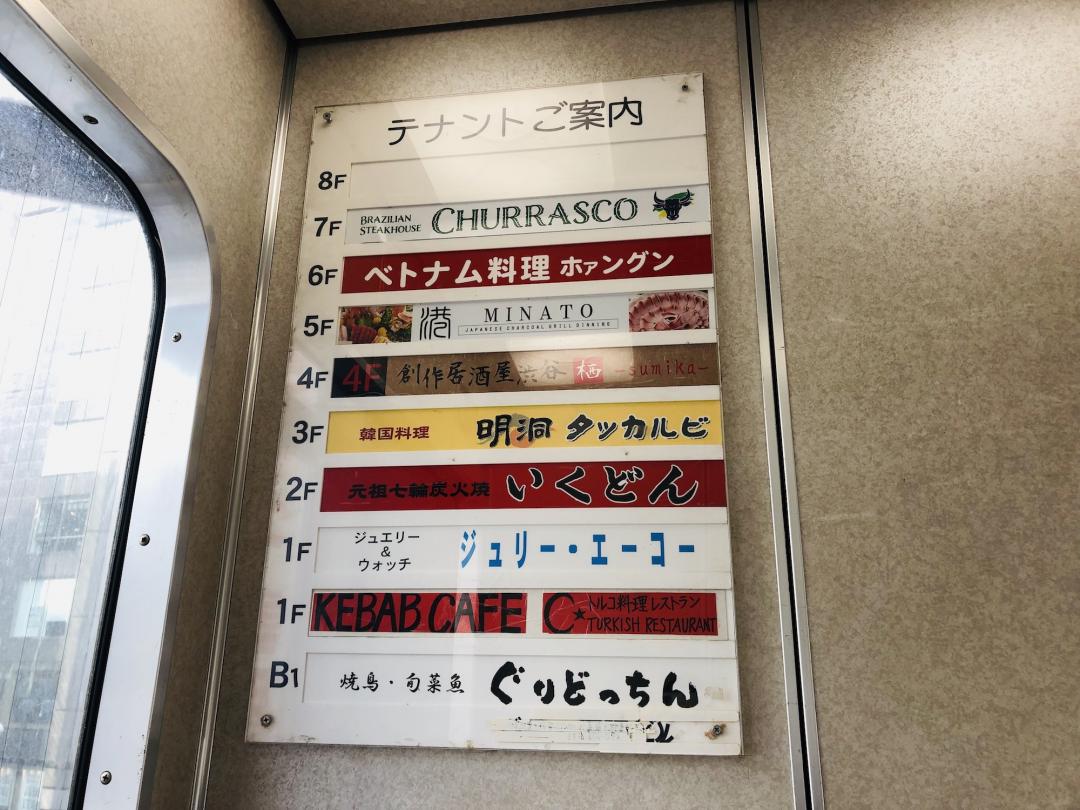 テナントご案内
8F
7F BRAZILIAN STEAKHOUSE CHURRASCO
6F ベトナム料理 ホァングン
5F 港 MINATO
JAPANESE CHARCOAL GRILL DINNING
4F 4F 創作居酒屋渋谷 栖 -sumika-
3F 韓国料理 明洞 タッカルビ
2F 元祖七輪炭火焼 いくどん
1F ジュエリー & ウォッチ ジュリー・エーコー
1F KEBAB CAFE トルコ料理レストラン
TURKISH RESTAURANT
B1 焼鳥・旬菜魚 ぐりどっちん